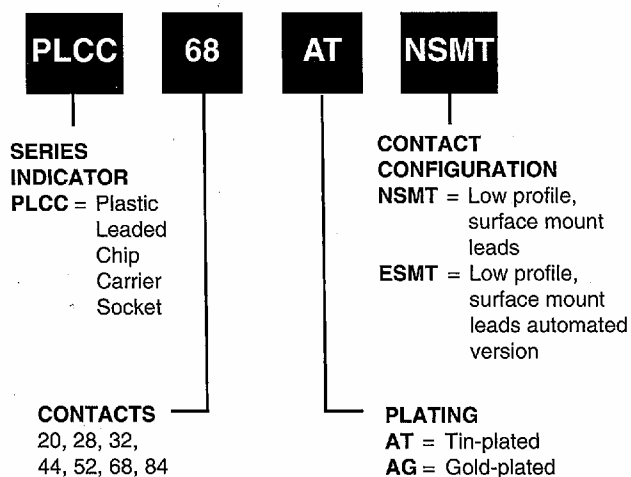 PLCC 68 AT NSMT
SERIES
INDICATOR
PLCC = Plastic
Leaded
Chip
Carrier
Socket
CONTACT
CONFIGURATION
NSMT = Low profile,
surface mount
leads
ESMT = Low profile,
surface mount
leads automated
version
CONTACTS
20, 28, 32,
44, 52, 68, 84
PLATING
AT = Tin-plated
AG = Gold-plated